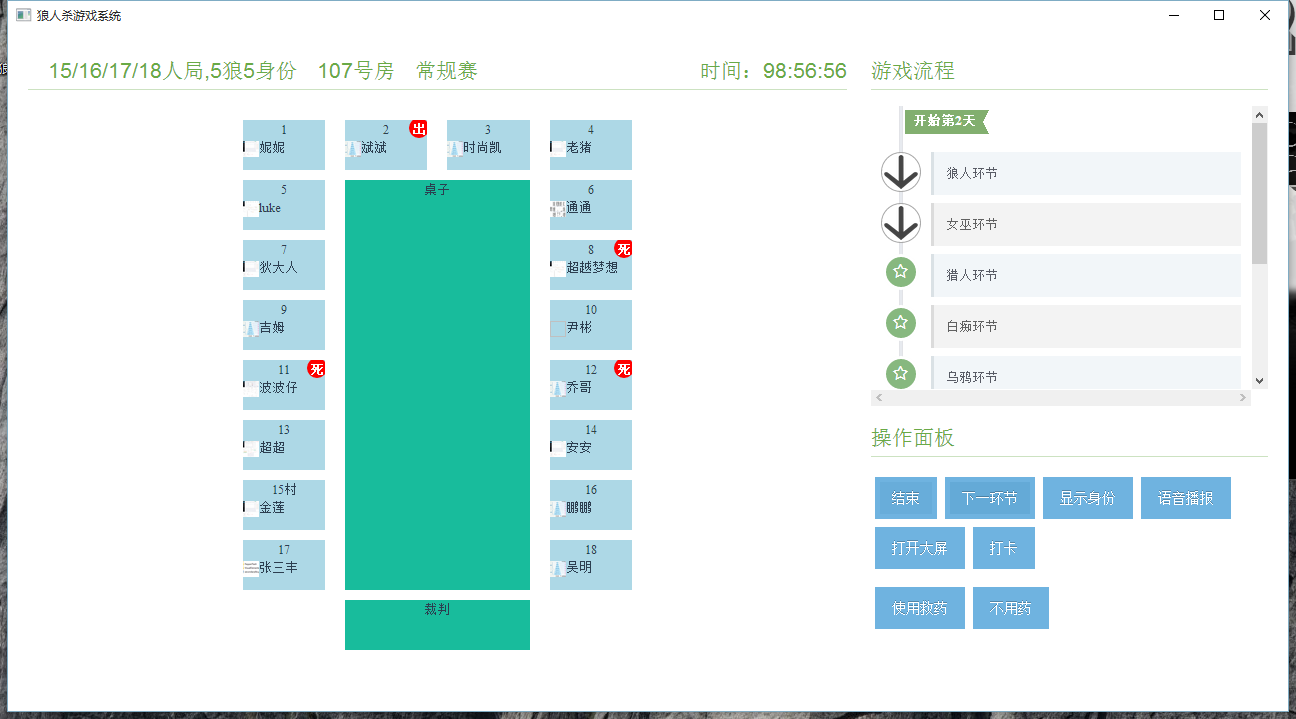 狼人杀游戏系统
15/16/17/18人局,5狼5身份 107号房 常规赛 时间：98:56:56
1
妮妮
2 出
斌斌
3
时尚凯
4
老猪
5
luke
桌子
6
通通
7
狄大人
8 死
超越梦想
9
吉姆
10
尹彬
11 死
波波仔
12 死
乔哥
13
超超
14
安安
15村
金莲
16
鹏鹏
17
张三丰
18
吴明
裁判
游戏流程
开始第2天
狼人环节
女巫环节
猎人环节
白痴环节
乌鸦环节
操作面板
结束 下一环节 显示身份 语音播报
打开大屏 打卡
使用救药 不用药